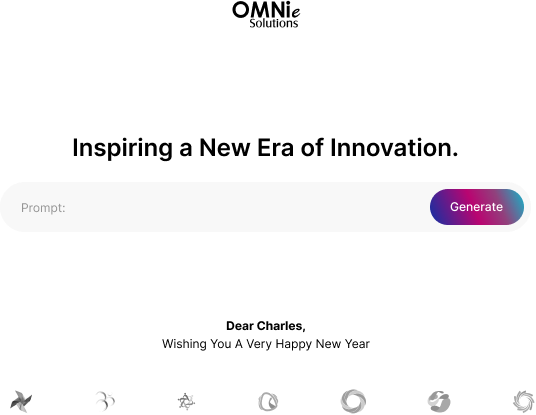 OMNie
Solutions
Inspiring a New Era of Innovation.
Prompt:
Generate
Dear Charles,
Wishing You A Very Happy New Year